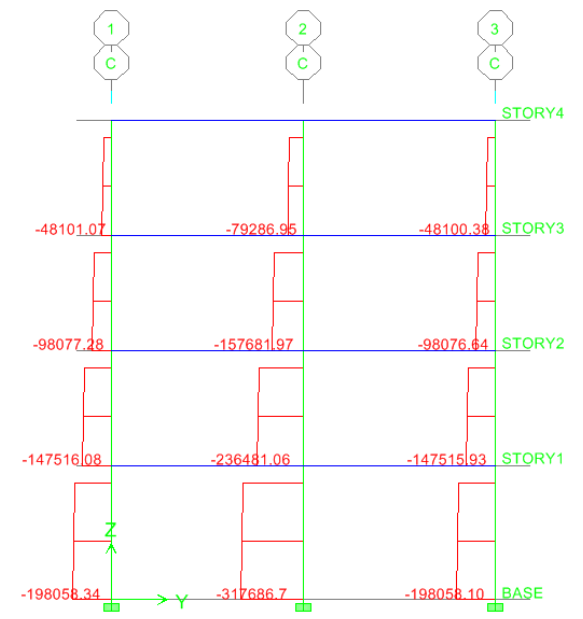 1 2 3
C C C
STORY4
-48101.07 -79286.95 -48100.38 STORY3
-98077.28 -157681.97 -98076.64 STORY2
-147516.08 -236481.06 -147515.93 STORY1
Z
-198058.34 Y -317686.7 -198058.10 BASE